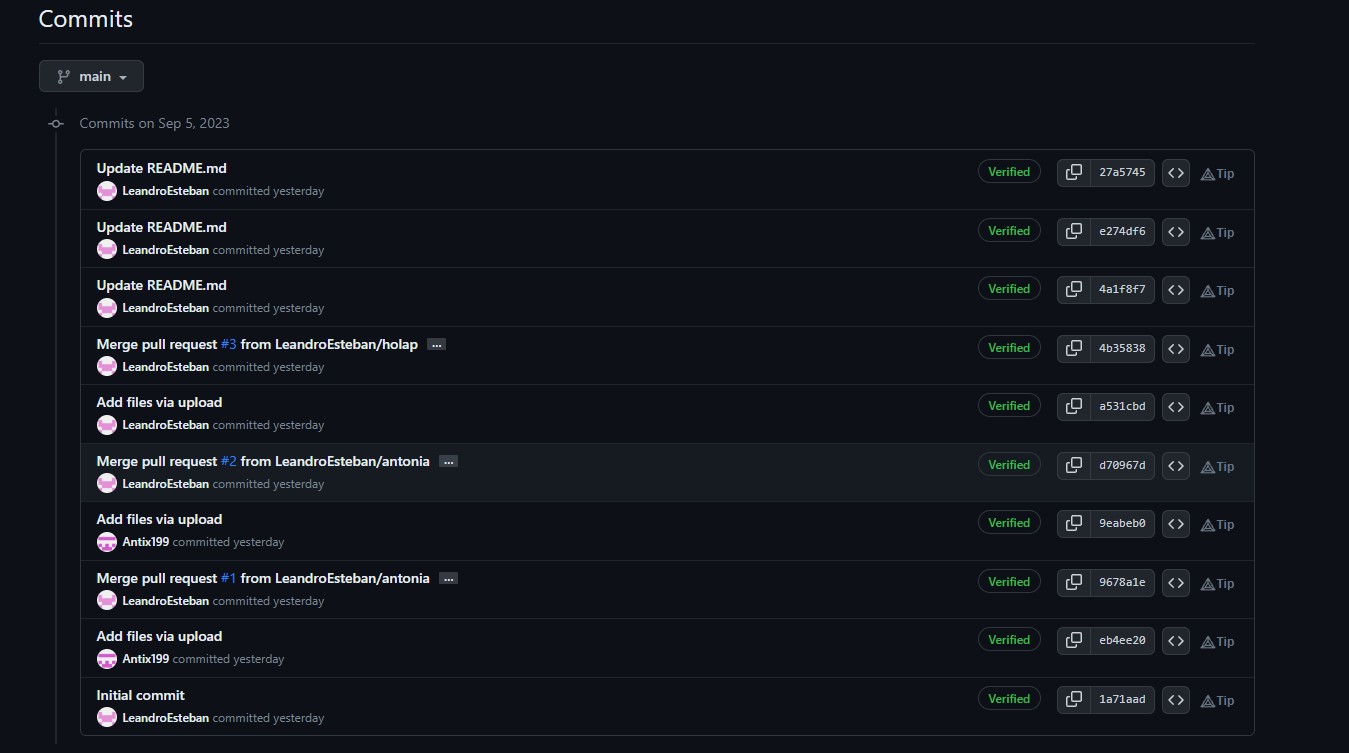 Commits
main
Commits on Sep 5, 2023
Update README.md
LeandroEsteban committed yesterday
Verified
27a5745
Tip
Update README.md
LeandroEsteban committed yesterday
Verified
e274df6
Tip
Update README.md
LeandroEsteban committed yesterday
Verified
4a1f8f7
Tip
Merge pull request #3 from LeandroEsteban/holap ...
LeandroEsteban committed yesterday
Verified
4b35838
Tip
Add files via upload
LeandroEsteban committed yesterday
Verified
a531cbd
Tip
Merge pull request #2 from LeandroEsteban/antonia ...
LeandroEsteban committed yesterday
Verified
d70967d
Tip
Add files via upload
Antix199 committed yesterday
Verified
9eabeb0
Tip
Merge pull request #1 from LeandroEsteban/antonia ...
LeandroEsteban committed yesterday
Verified
9678a1e
Tip
Add files via upload
Antix199 committed yesterday
Verified
eb4ee20
Tip
Initial commit
LeandroEsteban committed yesterday
Verified
1a71aad
Tip